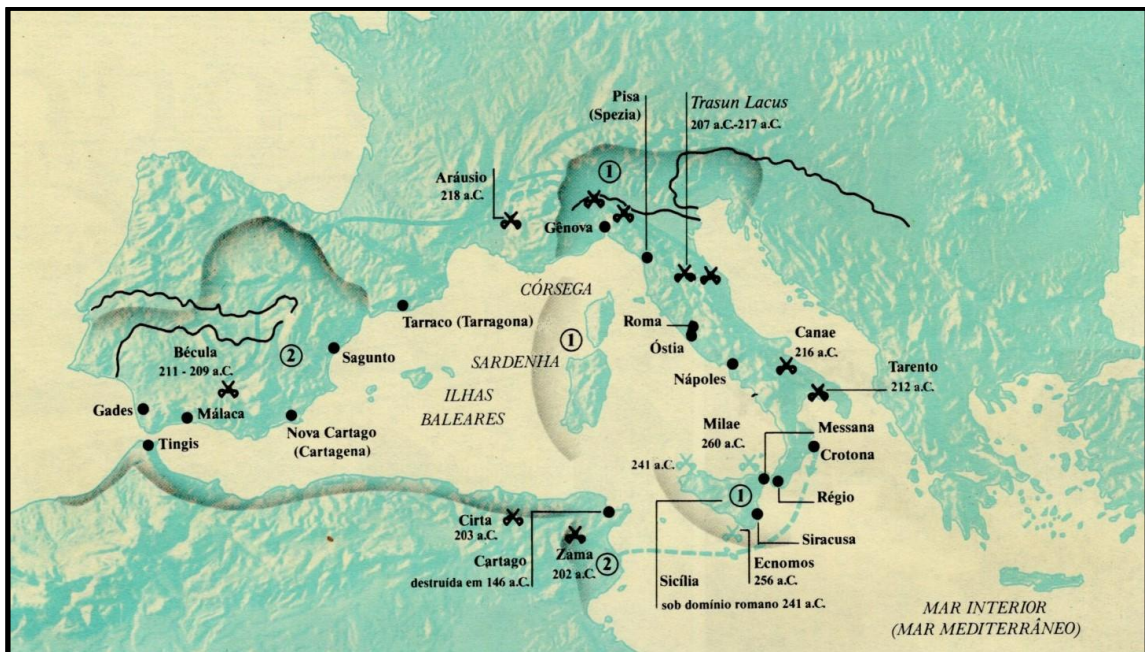 Pisa
(Spezia)
Trasun Lacus
207 a.C.-217 a.C.
1
Aráusio
218 a.C.
Gênova
CÓRSEGA
Tarraco (Tarragona)
Roma
Óstia
1
SARDENHA
Canae
216 a.C.
Bécula
211 - 209 a.C.
2
Sagunto
Nápoles
Tarento
212 a.C.
ILHAS
BALEARES
Gades
Málaca
Nova Cartago
(Cartagena)
Tingis
Milae
260 a.C.
Messana
Crotona
241 a.C.
1
Régio
Cirta
203 a.C.
Siracusa
Cartago
destruída em 146 a.C.
Zama
202 a.C.
2
Sicília
sob domínio romano 241 a.C.
Ecnomos
256 a.C.
MAR INTERIOR
(MAR MEDITERRÂNEO)